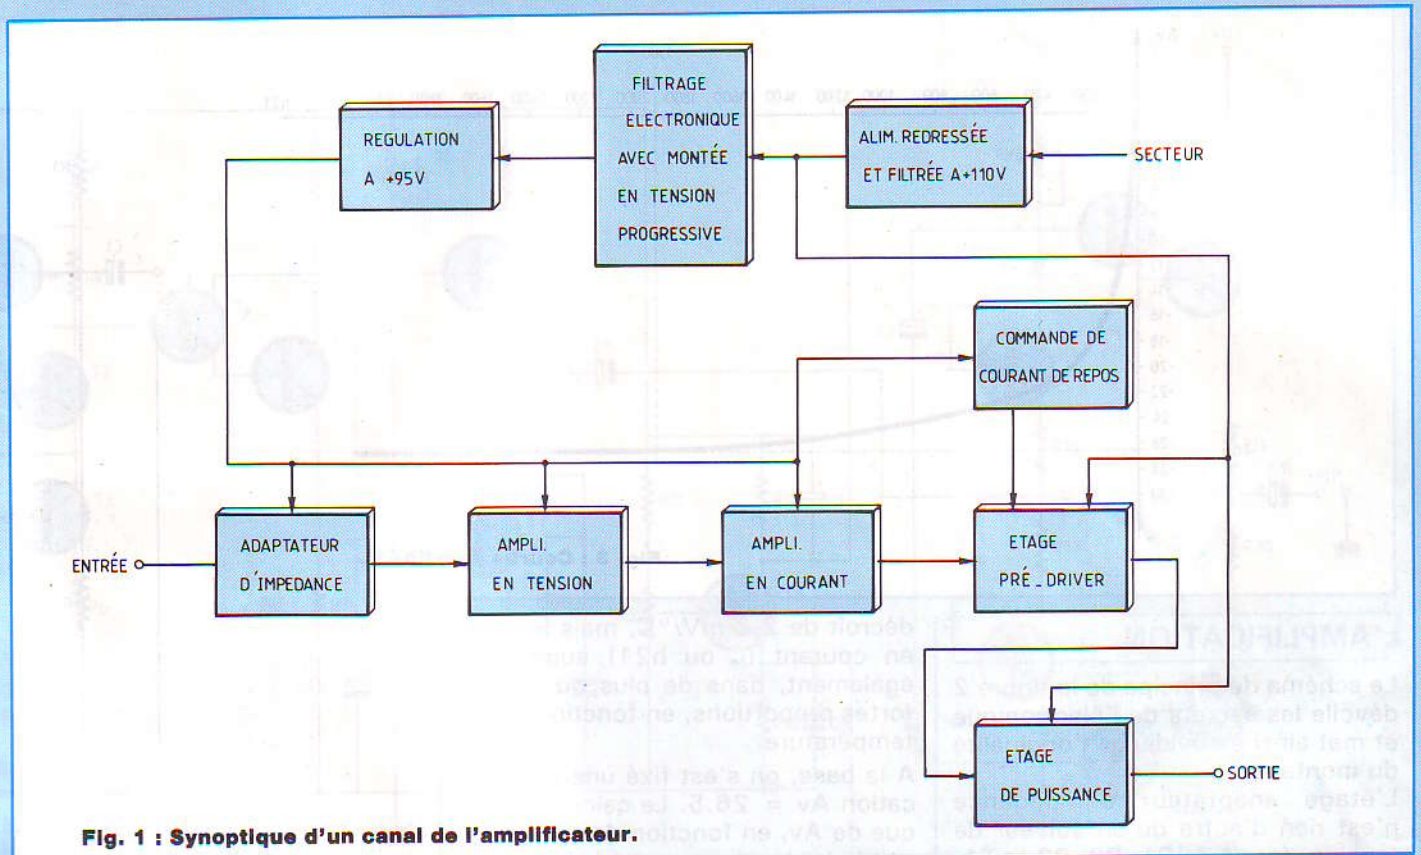 FILTRAGE
ÉLECTRONIQUE
AVEC MONTÉE
EN TENSION
PROGRESSIVE
REGULATION
A +95V
ALIM. REDRESSÉE
ET FILTRÉE A+110V
SECTEUR
COMMANDE DE
COURANT DE REPOS
ENTRÉE
ADAPTATEUR
D'IMPEDANCE
AMPLI.
EN TENSION
AMPLI.
EN COURANT
ETAGE
PRÉ_DRIVER
ETAGE
DE PUISSANCE
SORTIE
Fig. 1 : Synoptique d'un canal de l'amplificateur.